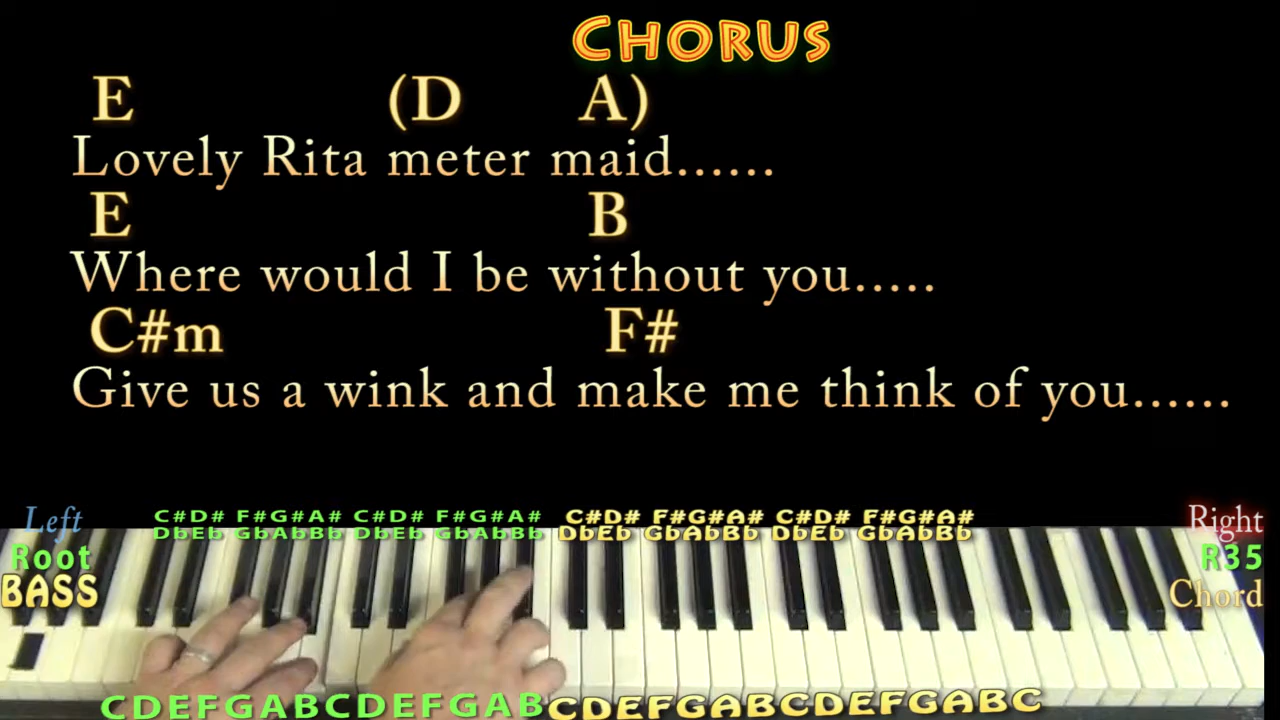 CHORUS
E (D A)
Lovely Rita meter maid......
E B
Where would I be without you.....
C#m F#
Give us a wink and make me think of you......
Left C#D# F#G#A# C#D# F#G#A# C#D# F#G#A# C#D# F#G#A# Right
DbEb GbAbBb DbEb GbAbBb DbEb GbAbBb DbEb GbAbBb
Root R35
BASS Chord
CDEFGABCDEFGABCDEFGABCDEFGABC